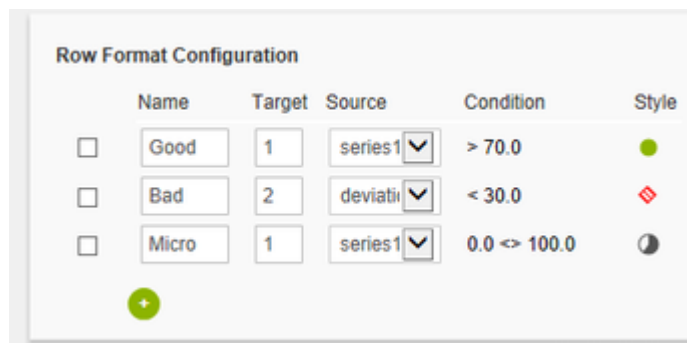 Row Format Configuration
Name Target Source Condition Style
Good 1 series1 > 70.0
Bad 2 deviati < 30.0
Micro 1 series1 0.0 <> 100.0
+